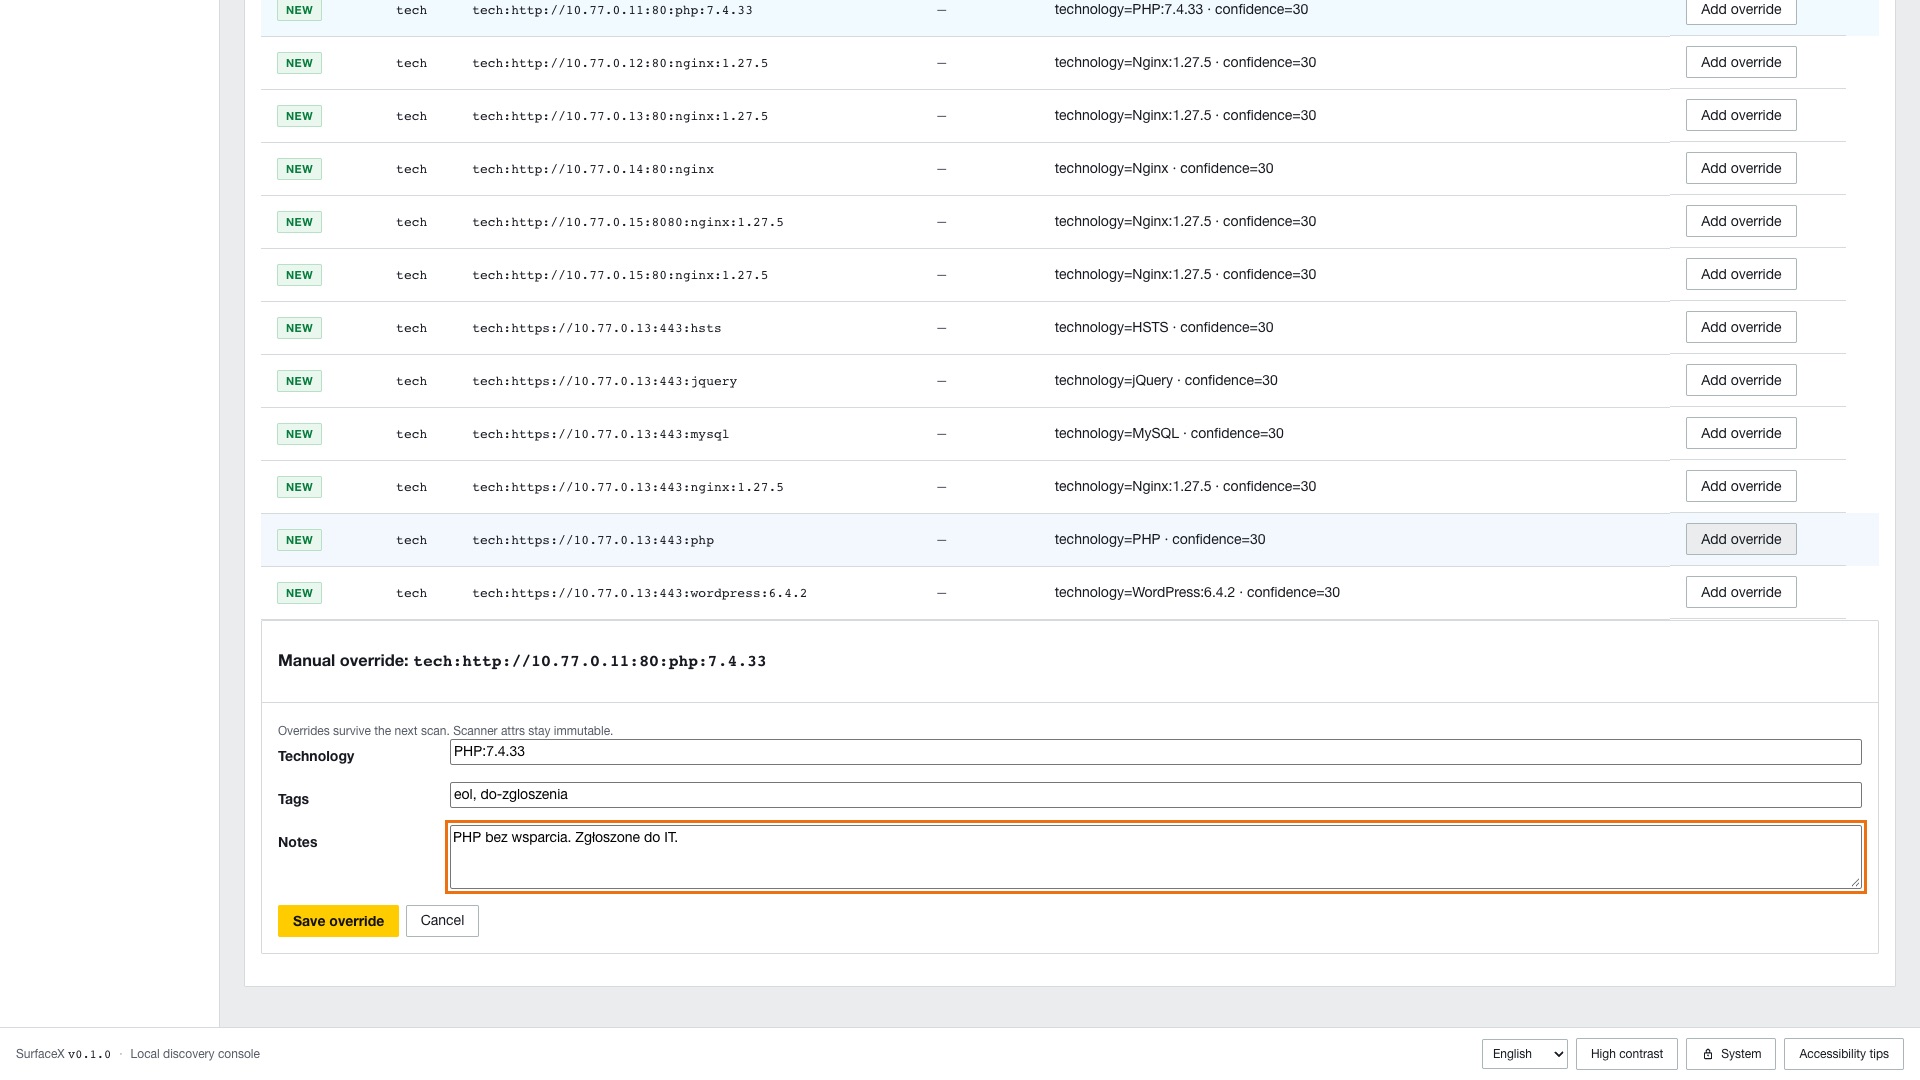 NEW tech tech:http://10.77.0.11:80:php:7.4.33 — technology=PHP:7.4.33 · confidence=30 Add override
NEW tech tech:http://10.77.0.12:80:nginx:1.27.5 — technology=Nginx:1.27.5 · confidence=30 Add override
NEW tech tech:http://10.77.0.13:80:nginx:1.27.5 — technology=Nginx:1.27.5 · confidence=30 Add override
NEW tech tech:http://10.77.0.14:80:nginx — technology=Nginx · confidence=30 Add override
NEW tech tech:http://10.77.0.15:8080:nginx:1.27.5 — technology=Nginx:1.27.5 · confidence=30 Add override
NEW tech tech:http://10.77.0.15:80:nginx:1.27.5 — technology=Nginx:1.27.5 · confidence=30 Add override
NEW tech tech:https://10.77.0.13:443:hsts — technology=HSTS · confidence=30 Add override
NEW tech tech:https://10.77.0.13:443:jquery — technology=jQuery · confidence=30 Add override
NEW tech tech:https://10.77.0.13:443:mysql — technology=MySQL · confidence=30 Add override
NEW tech tech:https://10.77.0.13:443:nginx:1.27.5 — technology=Nginx:1.27.5 · confidence=30 Add override
NEW tech tech:https://10.77.0.13:443:php — technology=PHP · confidence=30 Add override
NEW tech tech:https://10.77.0.13:443:wordpress:6.4.2 — technology=WordPress:6.4.2 · confidence=30 Add override
Manual override: tech:http://10.77.0.11:80:php:7.4.33
Overrides survive the next scan. Scanner attrs stay immutable.
Technology PHP:7.4.33
Tags eol, do-zgloszenia
Notes PHP bez wsparcia. Zgłoszone do IT.
Save override Cancel
SurfaceX v0.1.0 · Local discovery console English High contrast System Accessibility tips